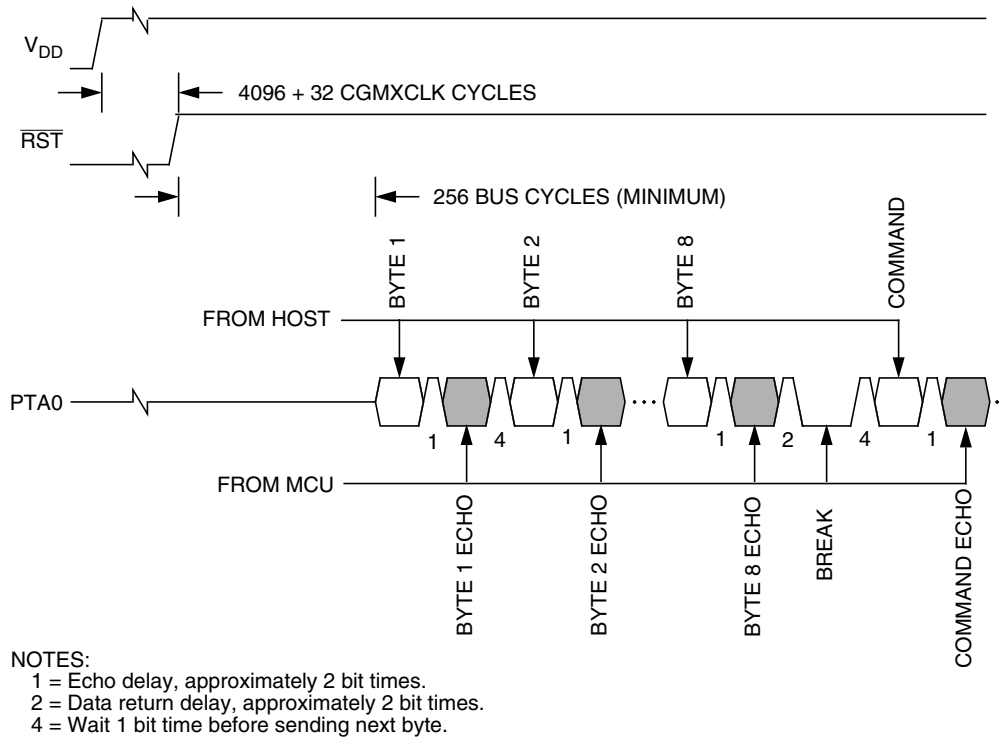 VDD
4096 + 32 CGMXCLK CYCLES
RST
256 BUS CYCLES (MINIMUM)
BYTE 1
BYTE 2
BYTE 8
COMMAND
FROM HOST
PTA0
1
4
1
1
2
4
1
FROM MCU
BYTE 1 ECHO
BYTE 2 ECHO
BYTE 8 ECHO
BREAK
COMMAND ECHO
NOTES:
1 = Echo delay, approximately 2 bit times.
2 = Data return delay, approximately 2 bit times.
4 = Wait 1 bit time before sending next byte.